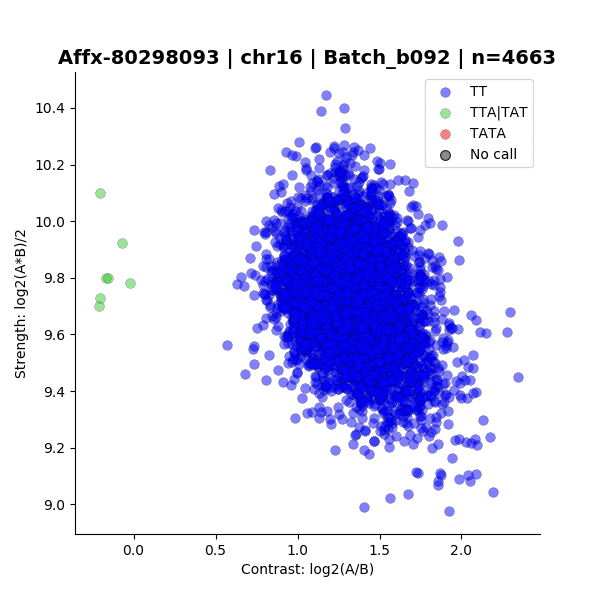 Affx-80298093 | chr16 | Batch_b092 | n=4663
TT
TTA|TAT
TATA
No call
Strength: log2(A*B)/2
10.4
10.2
10.0
9.8
9.6
9.4
9.2
9.0
0.0 0.5 1.0 1.5 2.0
Contrast: log2(A/B)